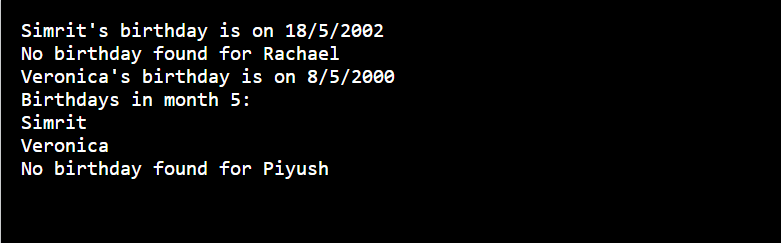 Simrit's birthday is on 18/5/2002
No birthday found for Rachael
Veronica's birthday is on 8/5/2000
Birthdays in month 5:
Simrit
Veronica
No birthday found for Piyush